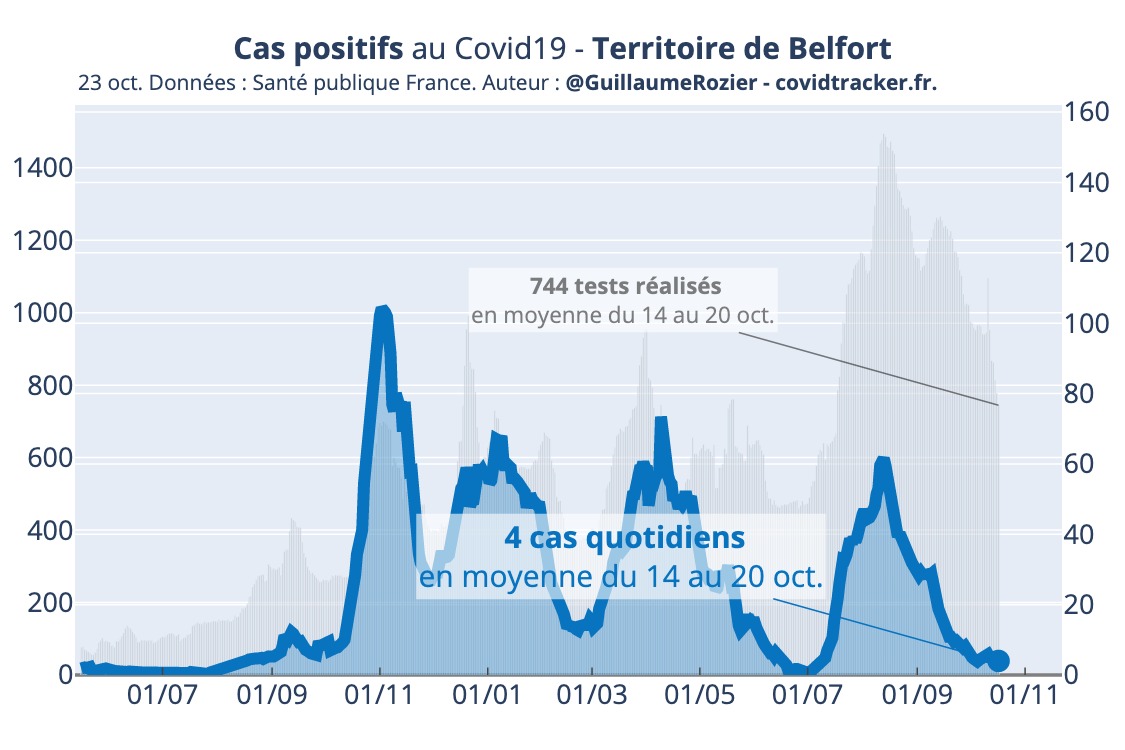 Cas positifs au Covid19 - Territoire de Belfort
23 oct. Données : Santé publique France. Auteur : @GuillaumeRozier - covidtracker.fr.
160
1400
140
1200
120
744 tests réalisés
en moyenne du 14 au 20 oct.
1000
100
800
80
600
60
4 cas quotidiens
en moyenne du 14 au 20 oct.
400
40
200
20
0
0
01/07 01/09 01/11 01/01 01/03 01/05 01/07 01/09 01/11